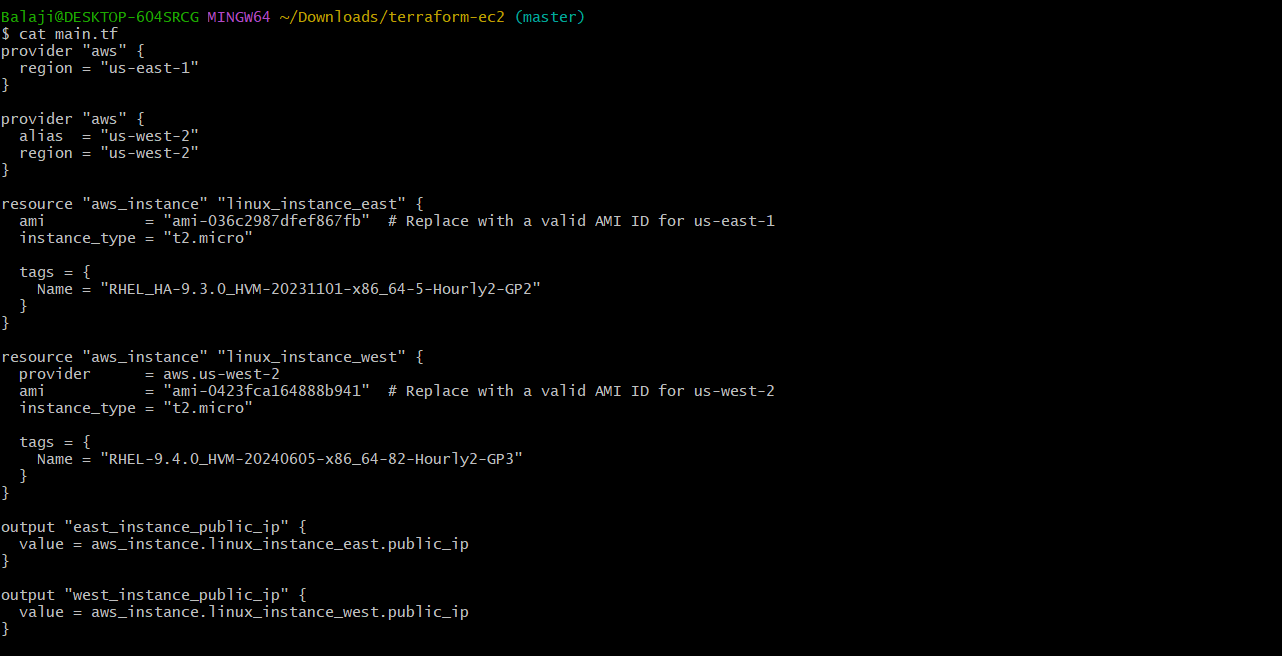 Balaji@DESKTOP-604SRCG MINGW64 ~/Downloads/terraform-ec2 (master)
$ cat main.tf
provider "aws" {
  region = "us-east-1"
}

provider "aws" {
  alias  = "us-west-2"
  region = "us-west-2"
}

resource "aws_instance" "linux_instance_east" {
  ami           = "ami-036c2987dfef867fb"  # Replace with a valid AMI ID for us-east-1
  instance_type = "t2.micro"

  tags = {
    Name = "RHEL_HA-9.3.0_HVM-20231101-x86_64-5-Hourly2-GP2"
  }
}

resource "aws_instance" "linux_instance_west" {
  provider      = aws.us-west-2
  ami           = "ami-0423fca164888b941"  # Replace with a valid AMI ID for us-west-2
  instance_type = "t2.micro"

  tags = {
    Name = "RHEL-9.4.0_HVM-20240605-x86_64-82-Hourly2-GP3"
  }
}

output "east_instance_public_ip" {
  value = aws_instance.linux_instance_east.public_ip
}

output "west_instance_public_ip" {
  value = aws_instance.linux_instance_west.public_ip
}